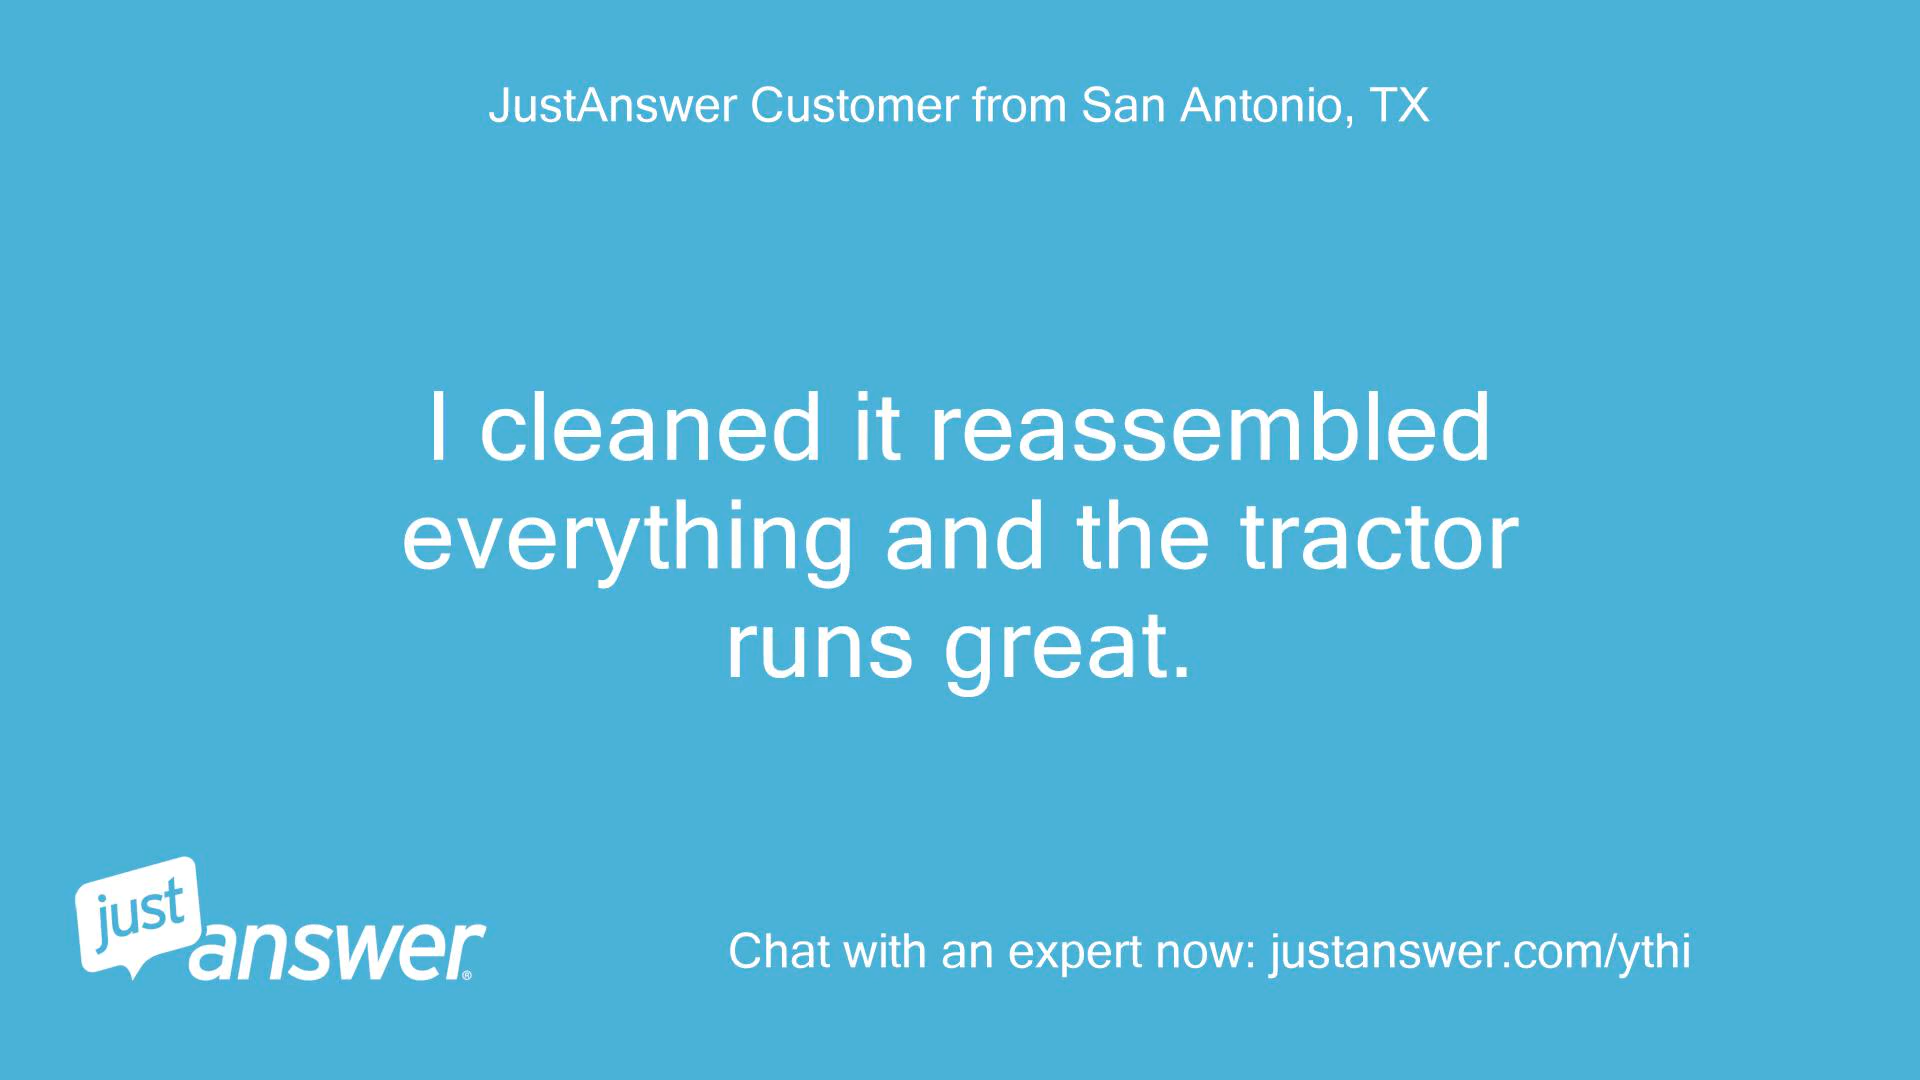 JustAnswer Customer from San Antonio, TX
I cleaned it reassembled
everything and the tractor
runs great.
just
answer®
Chat with an expert now: justanswer.com/ythi